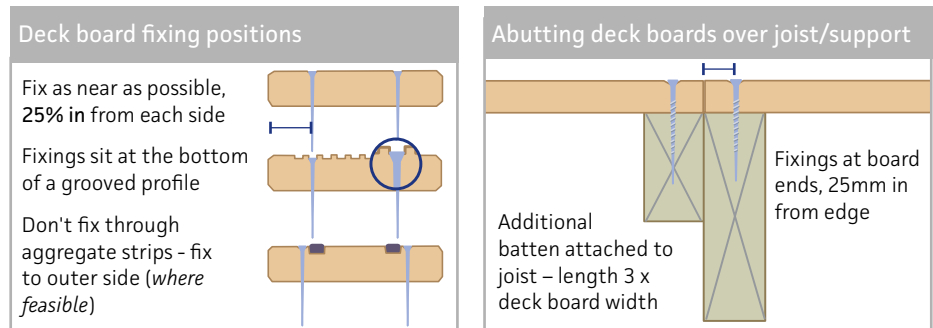 Deck board fixing positions
Fix as near as possible,
25% in from each side
Fixings sit at the bottom
of a grooved profile
Don't fix through
aggregate strips - fix
to outer side (where
feasible)
Abutting deck boards over joist/support
Additional
batten attached to
joist – length 3 x
deck board width
Fixings at board
ends, 25mm in
from edge